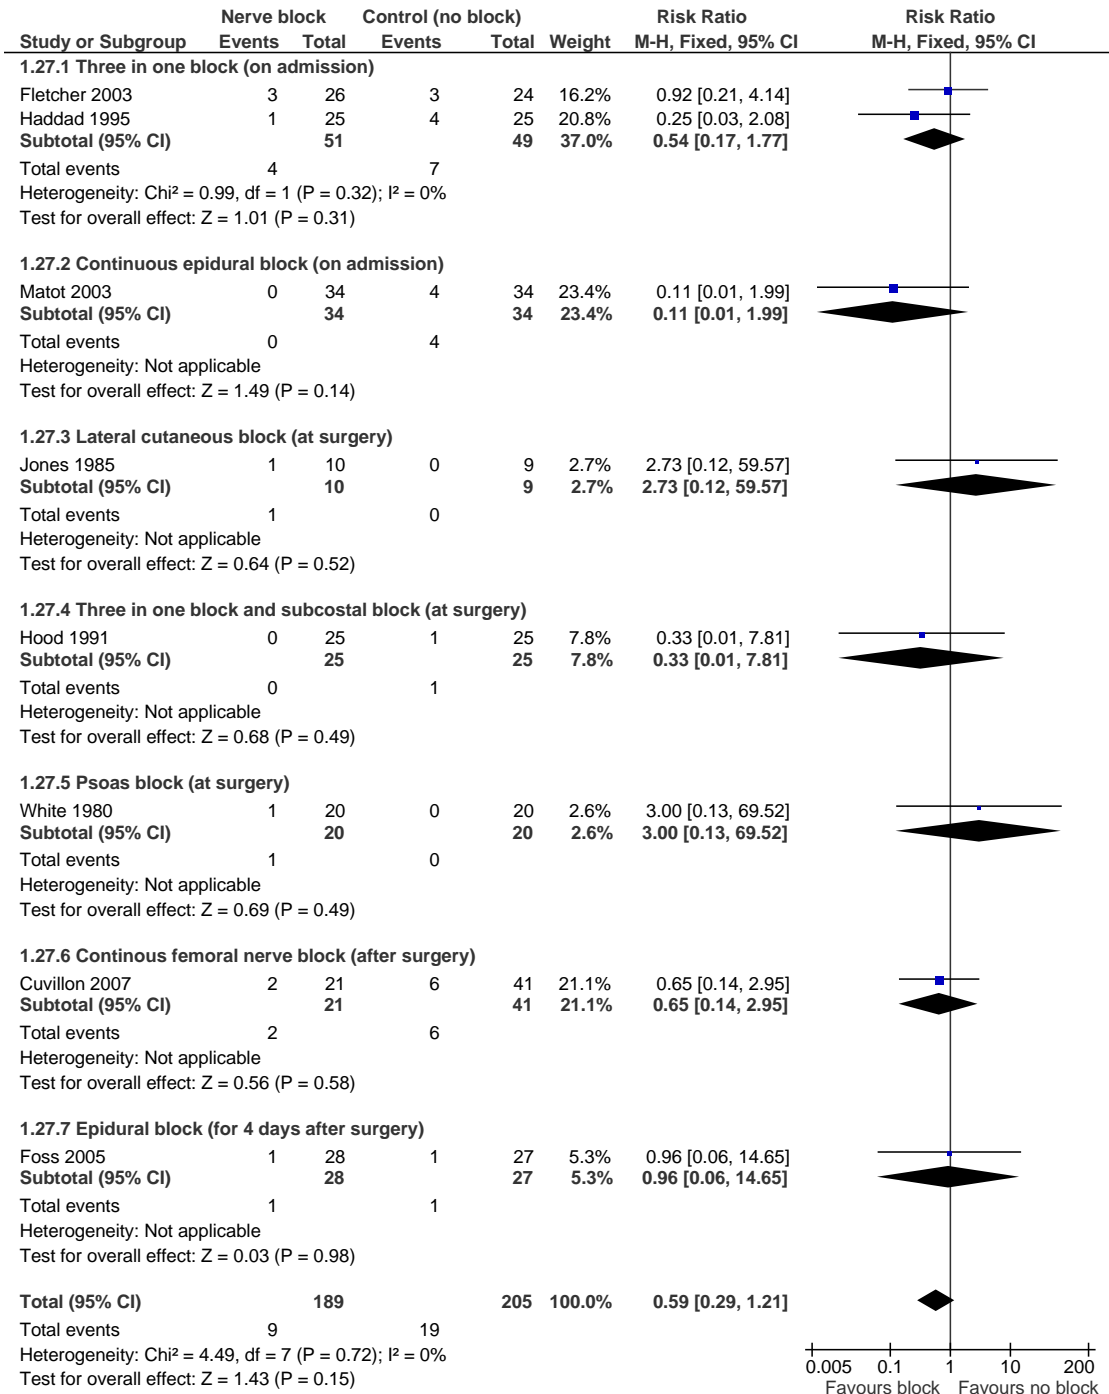 Nerve block Control (no block) Risk Ratio Risk Ratio
Study or Subgroup Events Total Events Total Weight M-H, Fixed, 95% CI M-H, Fixed, 95% CI
1.27.1 Three in one block (on admission)
Fletcher 2003 3 26 3 24 16.2% 0.92 [0.21, 4.14]
Haddad 1995 1 25 4 25 20.8% 0.25 [0.03, 2.08]
Subtotal (95% CI) 51 49 37.0% 0.54 [0.17, 1.77]
Total events 4 7
Heterogeneity: Chi² = 0.99, df = 1 (P = 0.32); I² = 0%
Test for overall effect: Z = 1.01 (P = 0.31)
1.27.2 Continuous epidural block (on admission)
Matot 2003 0 34 4 34 23.4% 0.11 [0.01, 1.99]
Subtotal (95% CI) 34 34 23.4% 0.11 [0.01, 1.99]
Total events 0 4
Heterogeneity: Not applicable
Test for overall effect: Z = 1.49 (P = 0.14)
1.27.3 Lateral cutaneous block (at surgery)
Jones 1985 1 10 0 9 2.7% 2.73 [0.12, 59.57]
Subtotal (95% CI) 10 9 2.7% 2.73 [0.12, 59.57]
Total events 1 0
Heterogeneity: Not applicable
Test for overall effect: Z = 0.64 (P = 0.52)
1.27.4 Three in one block and subcostal block (at surgery)
Hood 1991 0 25 1 25 7.8% 0.33 [0.01, 7.81]
Subtotal (95% CI) 25 25 7.8% 0.33 [0.01, 7.81]
Total events 0 1
Heterogeneity: Not applicable
Test for overall effect: Z = 0.68 (P = 0.49)
1.27.5 Psoas block (at surgery)
White 1980 1 20 0 20 2.6% 3.00 [0.13, 69.52]
Subtotal (95% CI) 20 20 2.6% 3.00 [0.13, 69.52]
Total events 1 0
Heterogeneity: Not applicable
Test for overall effect: Z = 0.69 (P = 0.49)
1.27.6 Continous femoral nerve block (after surgery)
Cuvillon 2007 2 21 6 41 21.1% 0.65 [0.14, 2.95]
Subtotal (95% CI) 21 41 21.1% 0.65 [0.14, 2.95]
Total events 2 6
Heterogeneity: Not applicable
Test for overall effect: Z = 0.56 (P = 0.58)
1.27.7 Epidural block (for 4 days after surgery)
Foss 2005 1 28 1 27 5.3% 0.96 [0.06, 14.65]
Subtotal (95% CI) 28 27 5.3% 0.96 [0.06, 14.65]
Total events 1 1
Heterogeneity: Not applicable
Test for overall effect: Z = 0.03 (P = 0.98)
Total (95% CI) 189 205 100.0% 0.59 [0.29, 1.21]
Total events 9 19
Heterogeneity: Chi² = 4.49, df = 7 (P = 0.72); I² = 0%
Test for overall effect: Z = 1.43 (P = 0.15)
0.005 0.1 1 10 200
Favours block Favours no block